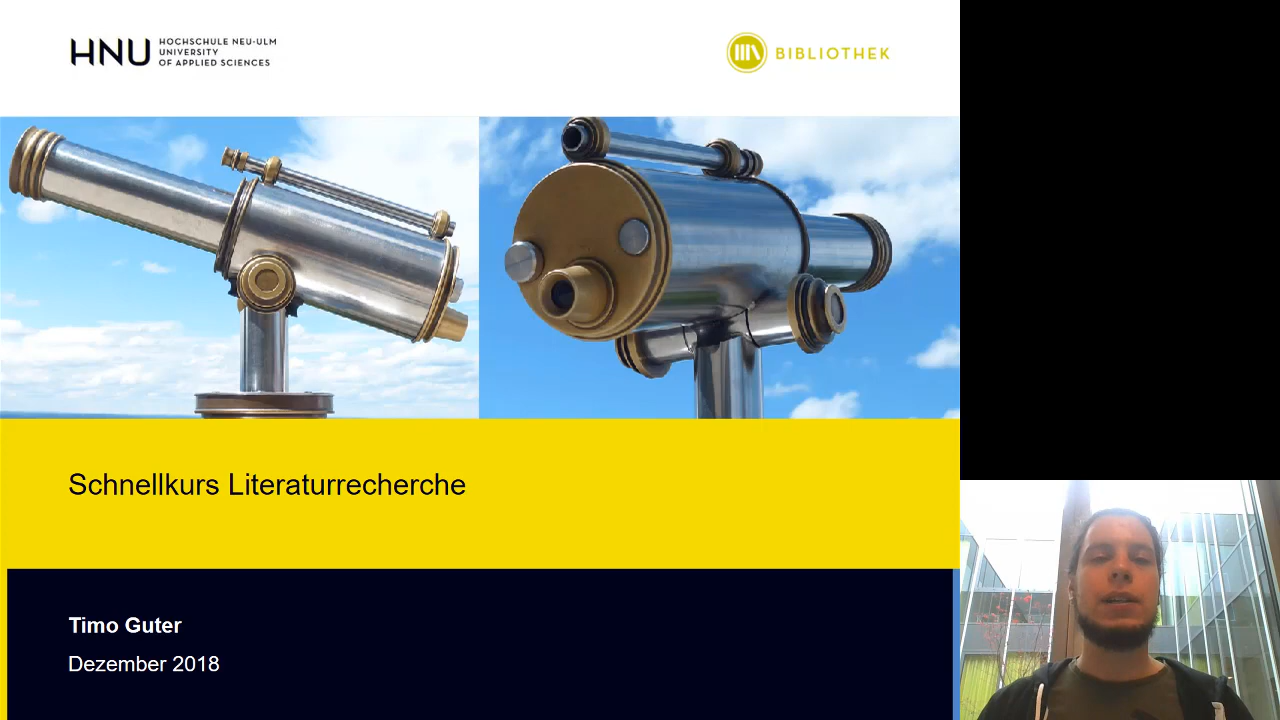 HNU
HOCHSCHULE NEU-ULM
UNIVERSITY
OF APPLIED SCIENCES
BIBLIOTHEK
Schnellkurs Literaturrecherche
Timo Guter
Dezember 2018